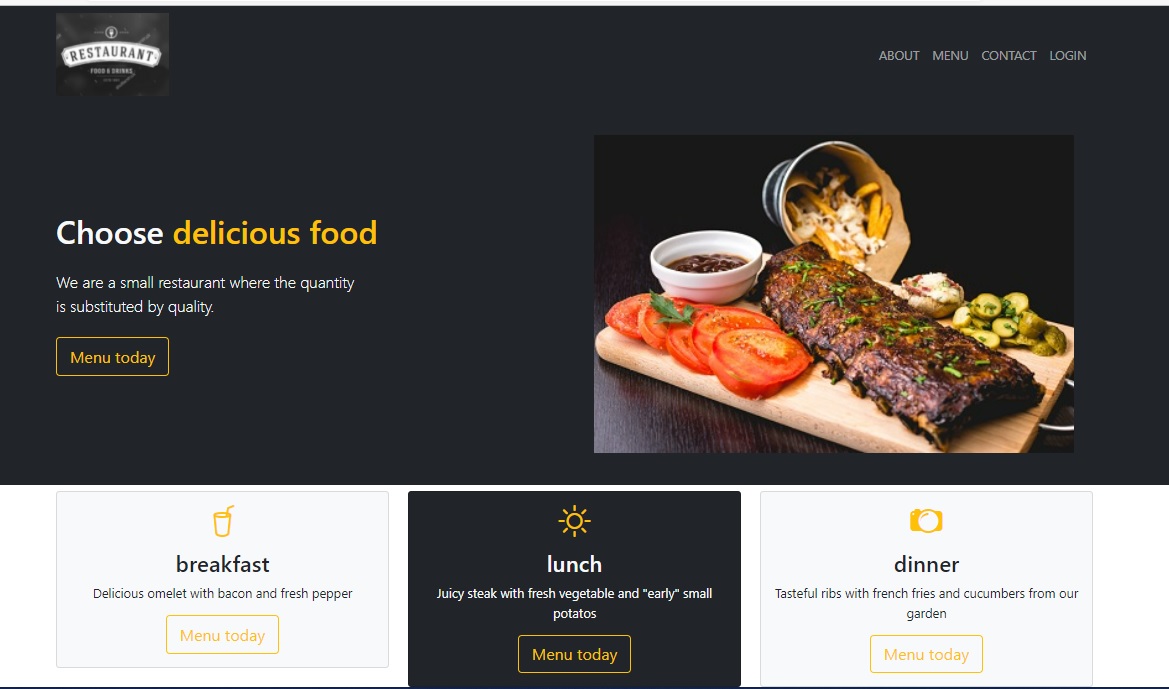 RESTAURANT
FOOD & DRINKS
ABOUT MENU CONTACT LOGIN
Choose delicious food
We are a small restaurant where the quantity
is substituted by quality.
Menu today
breakfast
Delicious omelet with bacon and fresh pepper
Menu today
lunch
Juicy steak with fresh vegetable and "early" small
potatos
Menu today
dinner
Tasteful ribs with french fries and cucumbers from our
garden
Menu today